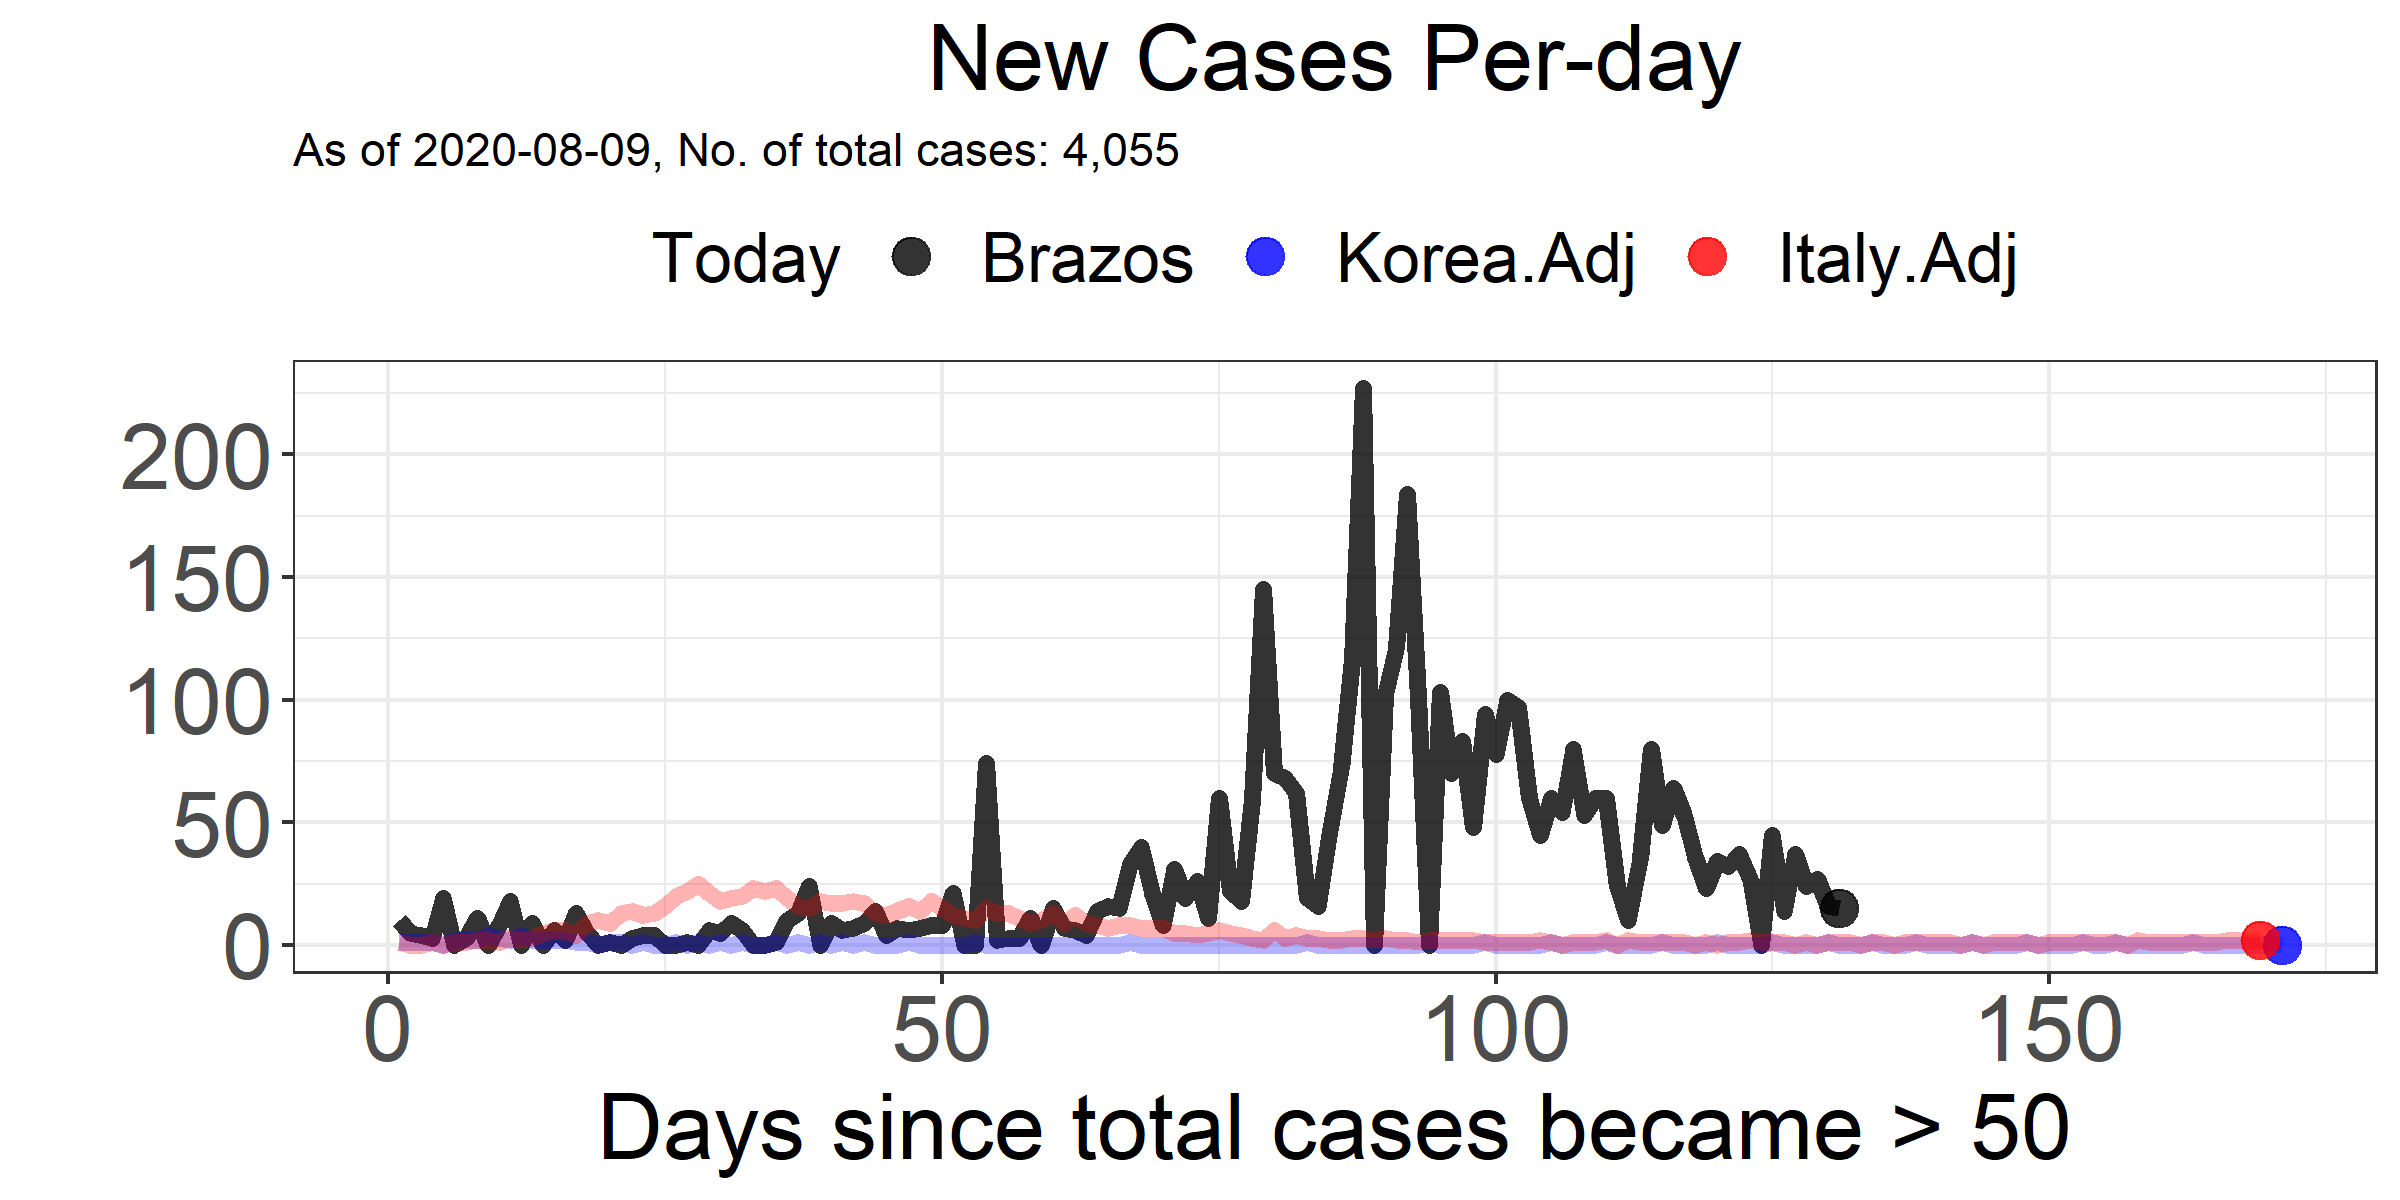 New Cases Per-day
As of 2020-08-09, No. of total cases: 4,055
Today Brazos Korea.Adj Italy.Adj
200
150
100
50
0
0 50 100 150
Days since total cases became > 50